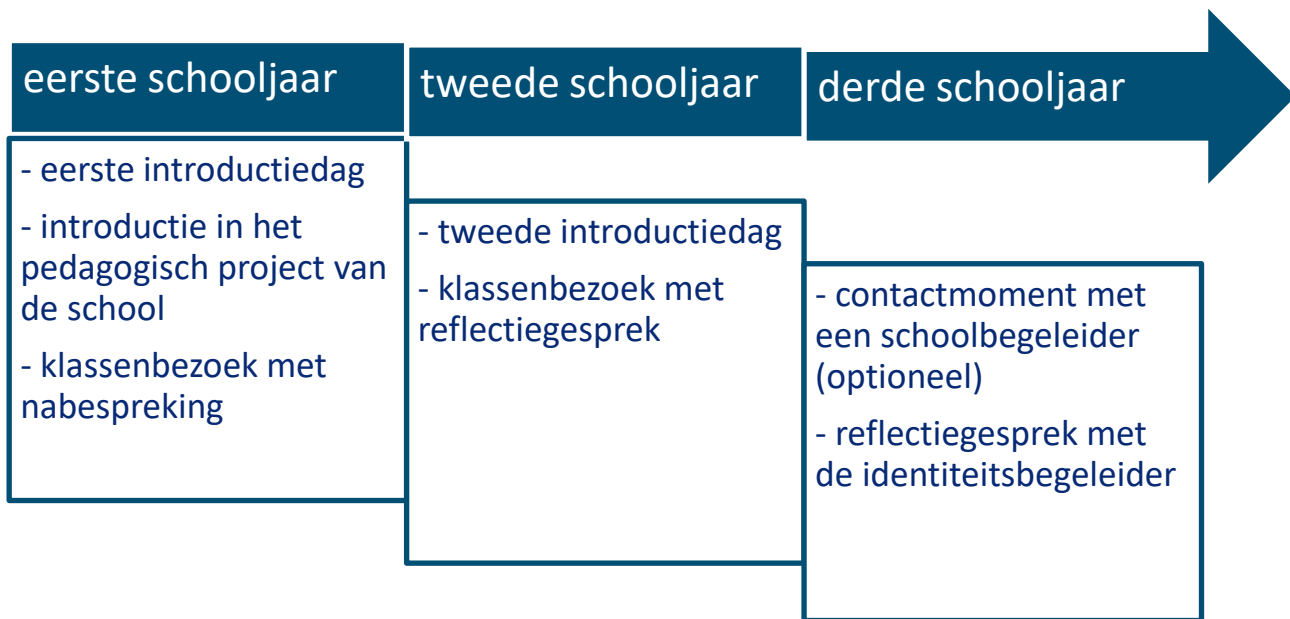 eerste schooljaar
tweede schooljaar
derde schooljaar
- eerste introductiedag
- introductie in het
pedagogisch project van
de school
- klassenbezoek met
nabespreking
- tweede introductiedag
- klassenbezoek met
reflectiegesprek
- contactmoment met
een schoolbegeleider
(optioneel)
- reflectiegesprek met
de identiteitsbegeleider